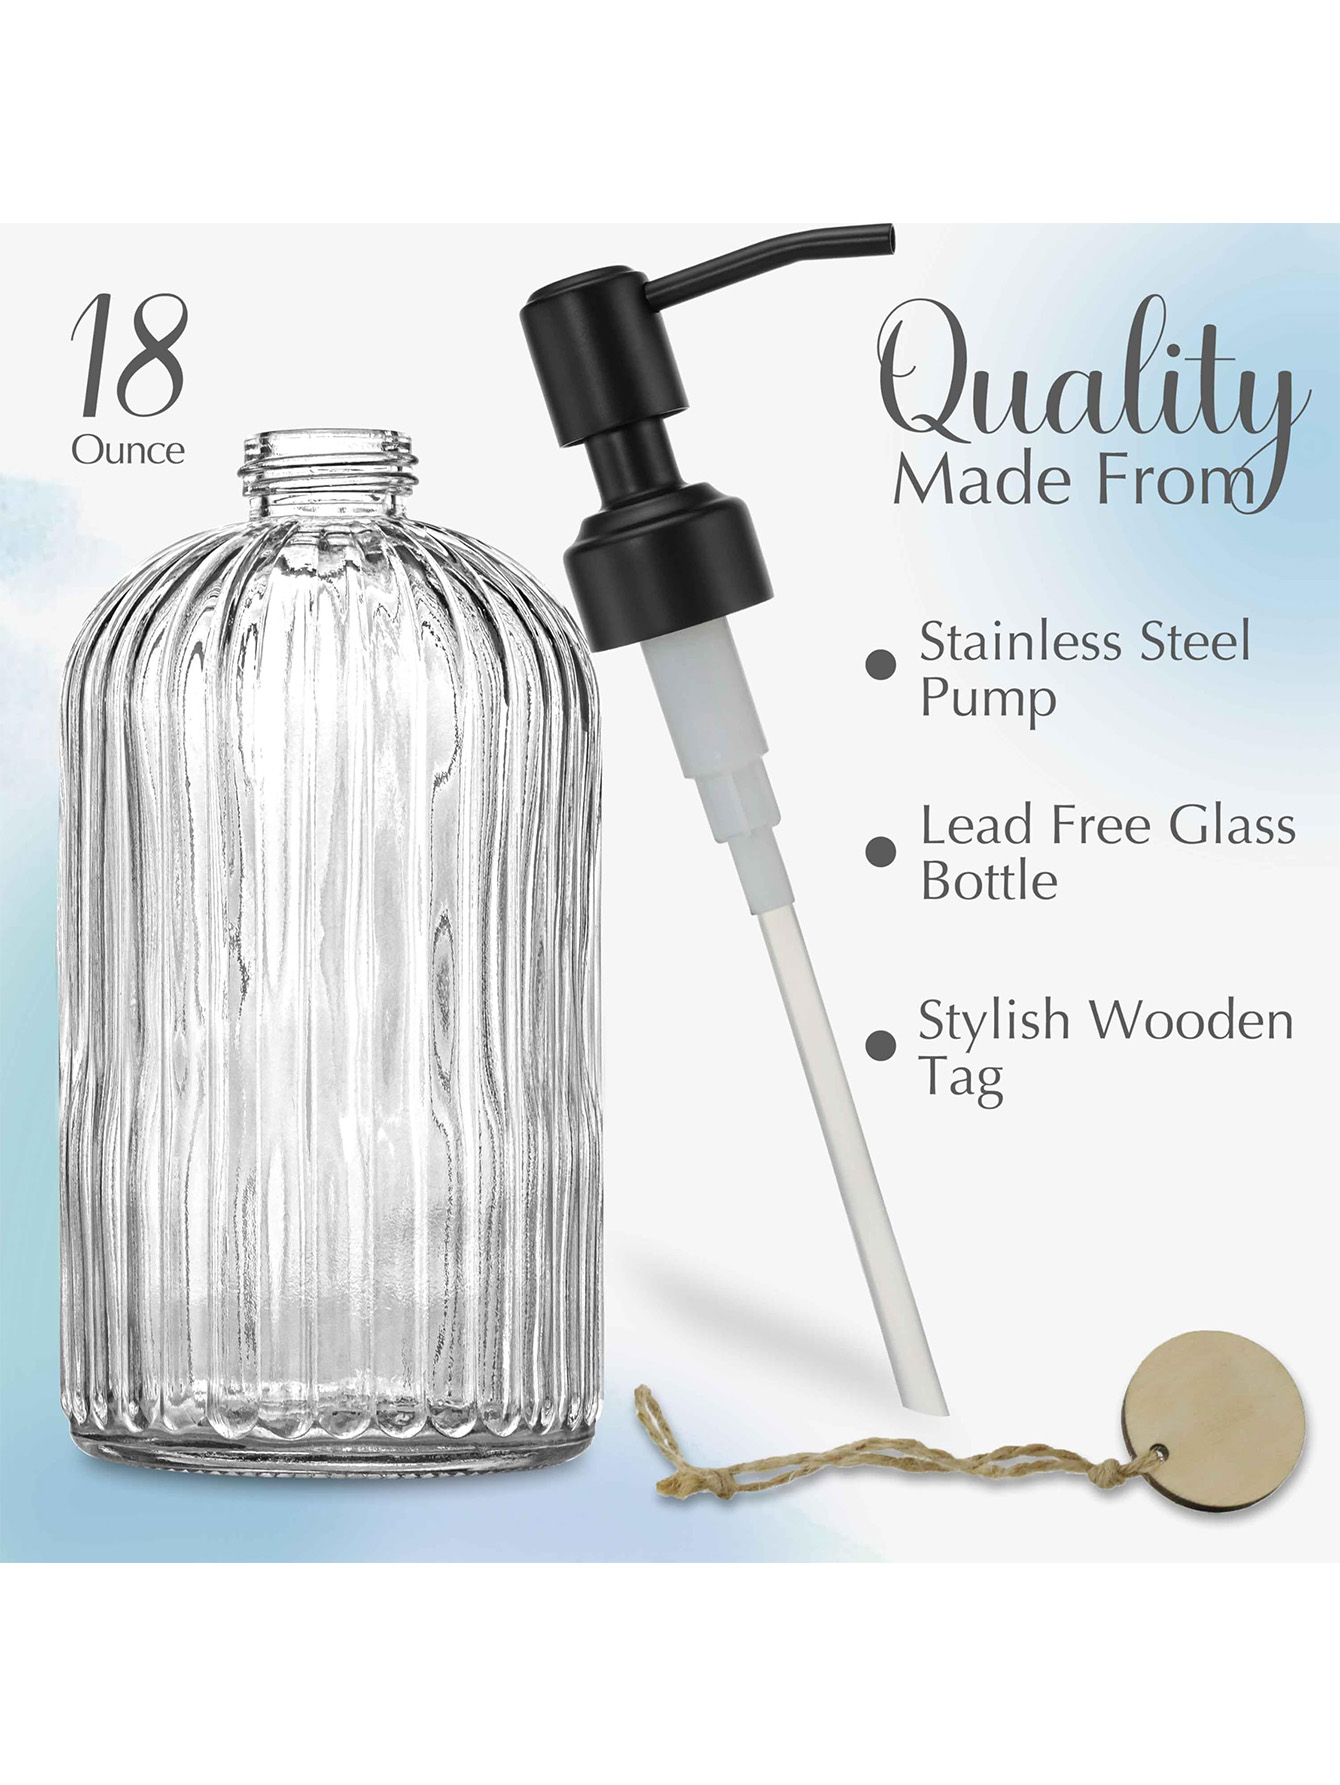 18
Ounce
Quality
Made From
Stainless Steel
Pump
Lead Free Glass
Bottle
Stylish Wooden
Tag